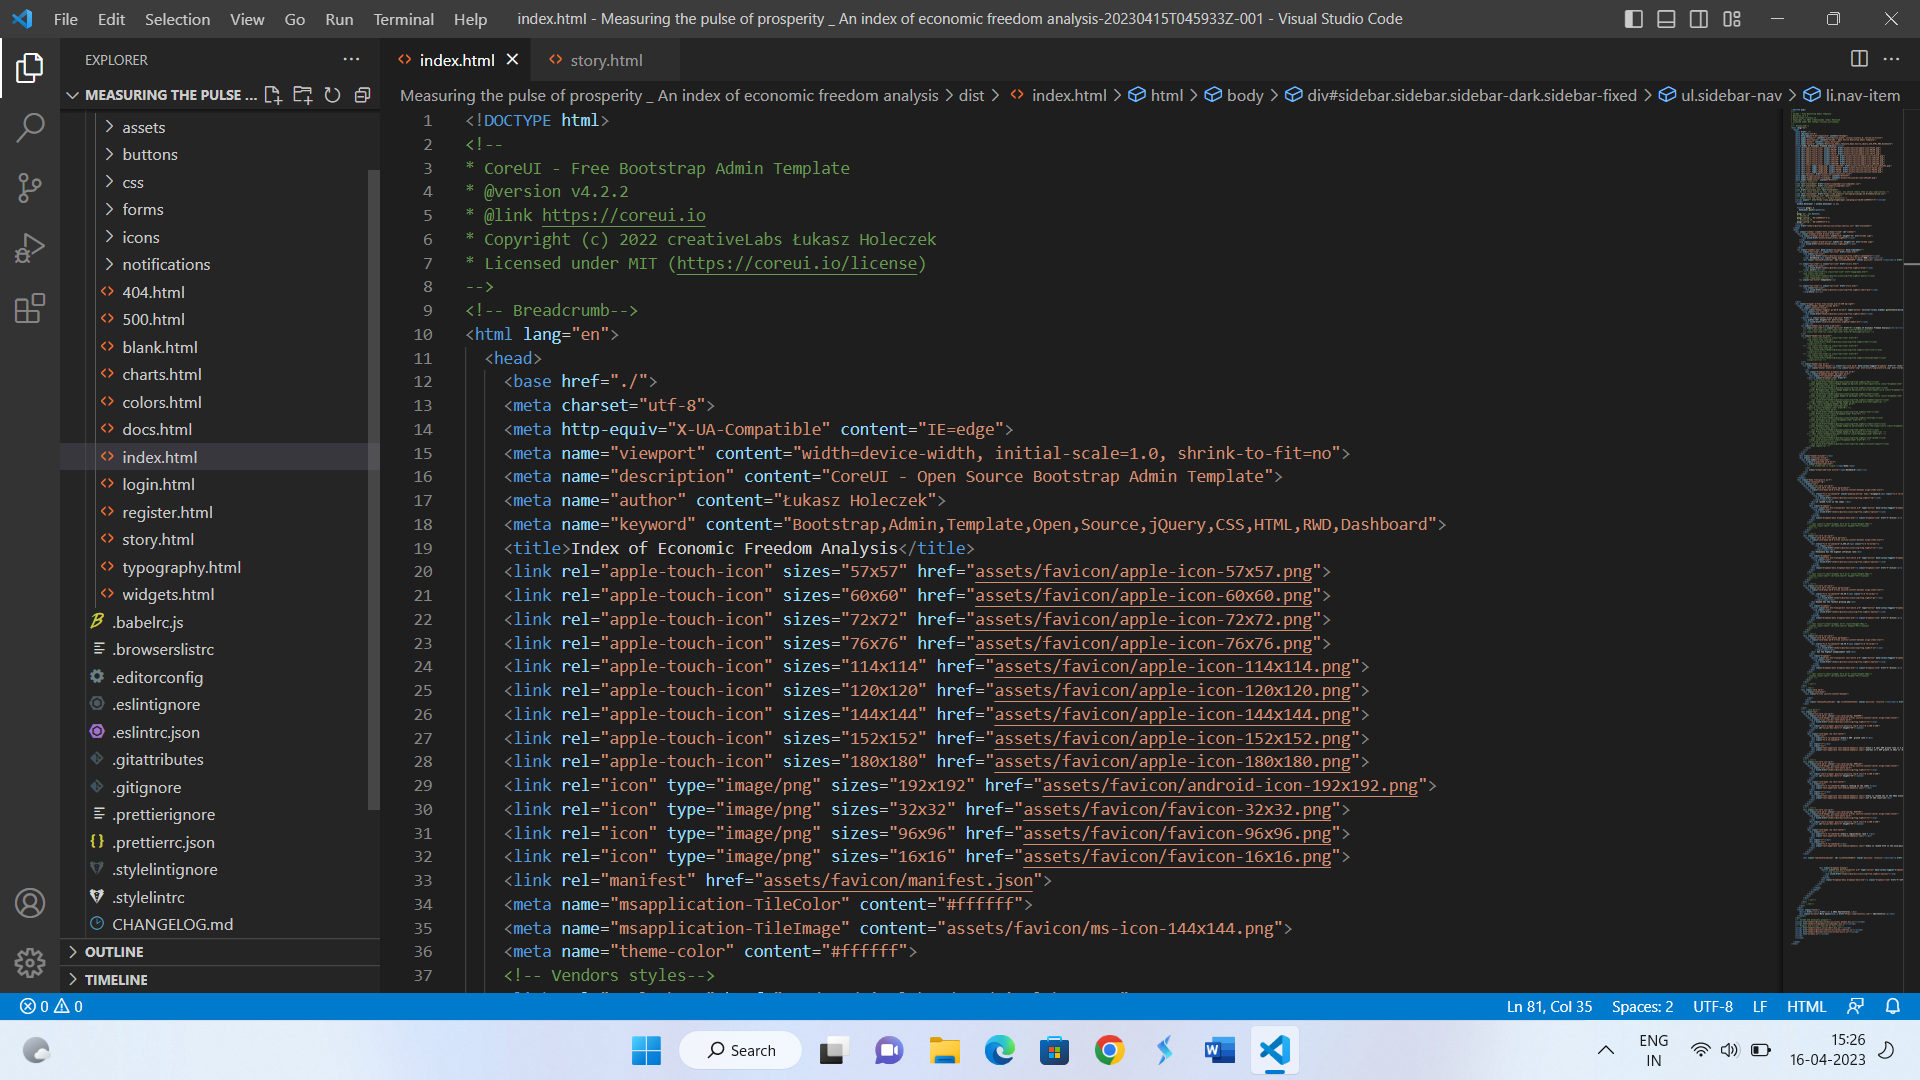 File Edit Selection View Go Run Terminal Help
index.html - Measuring the pulse of prosperity _ An index of economic freedom analysis-20230415T045933Z-001 - Visual Studio Code
EXPLORER
MEASURING THE PULSE ...
assets
buttons
css
forms
icons
notifications
404.html
500.html
blank.html
charts.html
colors.html
docs.html
index.html
login.html
register.html
story.html
typography.html
widgets.html
.babelrc.js
.browserslistrc
.editorconfig
.eslintignore
.eslintrc.json
.gitattributes
.gitignore
.prettierignore
.prettierrc.json
.stylelintignore
.stylelintrc
CHANGELOG.md
OUTLINE
TIMELINE
index.html
story.html
Measuring the pulse of prosperity _ An index of economic freedom analysis > dist > index.html > html > body > div#sidebar.sidebar.sidebar-dark.sidebar-fixed > ul.sidebar-nav > li.nav-item
1 <!DOCTYPE html>
2 <!--
3 * CoreUI - Free Bootstrap Admin Template
4 * @version v4.2.2
5 * @link https://coreui.io
6 * Copyright (c) 2022 creativeLabs Łukasz Holeczek
7 * Licensed under MIT (https://coreui.io/license)
8 -->
9 <!-- Breadcrumb-->
10 <html lang="en">
11 <head>
12 <base href="./">
13 <meta charset="utf-8">
14 <meta http-equiv="X-UA-Compatible" content="IE=edge">
15 <meta name="viewport" content="width=device-width, initial-scale=1.0, shrink-to-fit=no">
16 <meta name="description" content="CoreUI - Open Source Bootstrap Admin Template">
17 <meta name="author" content="Łukasz Holeczek">
18 <meta name="keyword" content="Bootstrap,Admin,Template,Open,Source,jQuery,CSS,HTML,RWD,Dashboard">
19 <title>Index of Economic Freedom Analysis</title>
20 <link rel="apple-touch-icon" sizes="57x57" href="assets/favicon/apple-icon-57x57.png">
21 <link rel="apple-touch-icon" sizes="60x60" href="assets/favicon/apple-icon-60x60.png">
22 <link rel="apple-touch-icon" sizes="72x72" href="assets/favicon/apple-icon-72x72.png">
23 <link rel="apple-touch-icon" sizes="76x76" href="assets/favicon/apple-icon-76x76.png">
24 <link rel="apple-touch-icon" sizes="114x114" href="assets/favicon/apple-icon-114x114.png">
25 <link rel="apple-touch-icon" sizes="120x120" href="assets/favicon/apple-icon-120x120.png">
26 <link rel="apple-touch-icon" sizes="144x144" href="assets/favicon/apple-icon-144x144.png">
27 <link rel="apple-touch-icon" sizes="152x152" href="assets/favicon/apple-icon-152x152.png">
28 <link rel="apple-touch-icon" sizes="180x180" href="assets/favicon/apple-icon-180x180.png">
29 <link rel="icon" type="image/png" sizes="192x192" href="assets/favicon/android-icon-192x192.png">
30 <link rel="icon" type="image/png" sizes="32x32" href="assets/favicon/favicon-32x32.png">
31 <link rel="icon" type="image/png" sizes="96x96" href="assets/favicon/favicon-96x96.png">
32 <link rel="icon" type="image/png" sizes="16x16" href="assets/favicon/favicon-16x16.png">
33 <link rel="manifest" href="assets/favicon/manifest.json">
34 <meta name="msapplication-TileColor" content="#ffffff">
35 <meta name="msapplication-TileImage" content="assets/favicon/ms-icon-144x144.png">
36 <meta name="theme-color" content="#ffffff">
37 <!-- Vendors styles-->
0 0
Ln 81, Col 35 Spaces: 2 UTF-8 LF HTML
Search
ENG
IN
15:26
16-04-2023